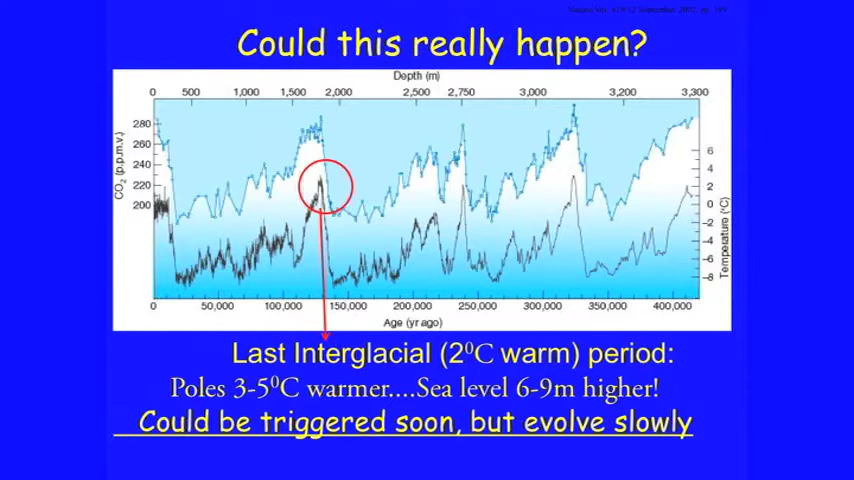 Could this really happen?
Depth (m)
0 500 1,000 1,500 2,000 2,500 2,750 3,000 3,200 3,300
CO2 (p.p.m.v.)
280
260
240
220
200
6
4
2
0
–2
–4
–6
–8
Temperature (°C)
0 50,000 100,000 150,000 200,000 250,000 300,000 350,000 400,000
Age (yr ago)
Last Interglacial (2⁰C warm) period:
Poles 3-5⁰C warmer....Sea level 6-9m higher!
Could be triggered soon, but evolve slowly